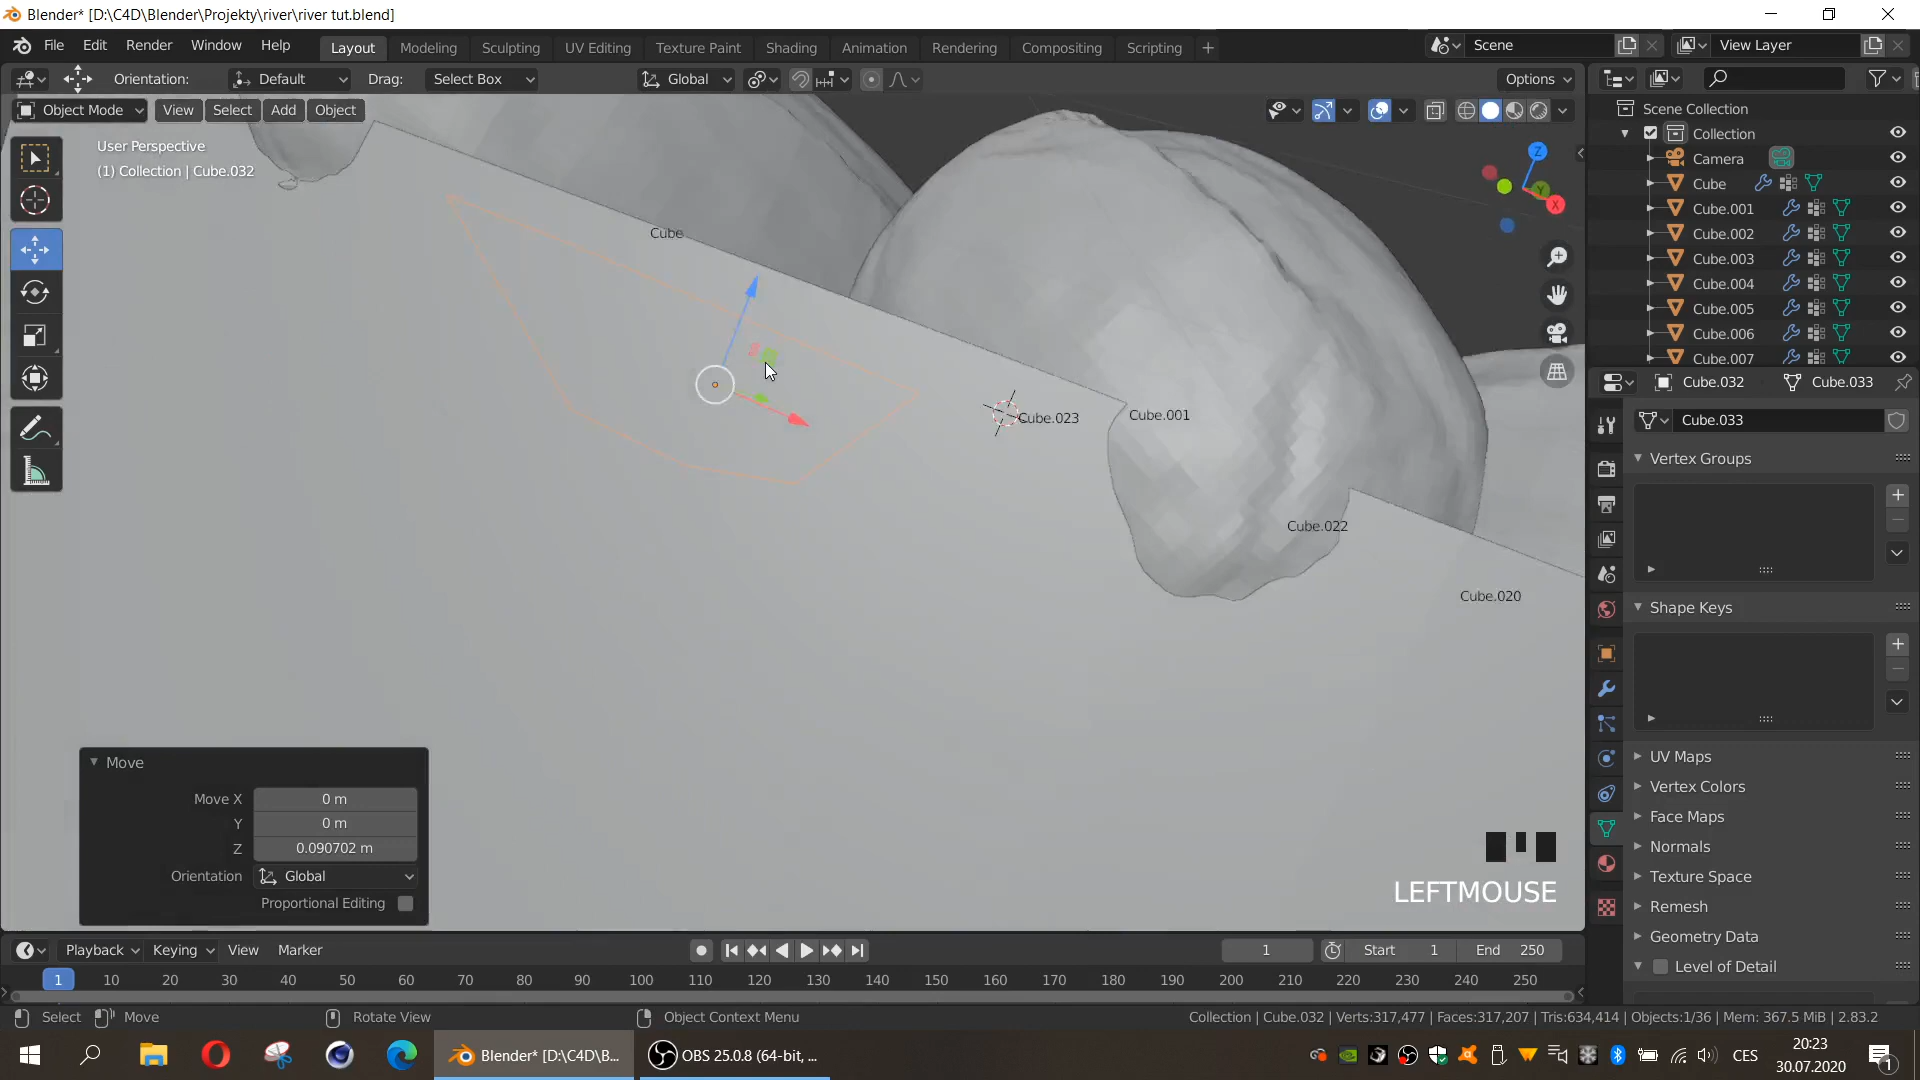 Blender* [D:\C4D\Blender\Projekty\river\river tut.blend]
File Edit Render Window Help Layout Modeling Sculpting UV Editing Texture Paint Shading Animation Rendering Compositing Scripting + Scene View Layer
Orientation: Default Drag: Select Box Global Options
Object Mode View Select Add Object
User Perspective
(1) Collection | Cube.032
Cube
Cube.023
Cube.001
Cube.022
Cube.020
Z
Y
X
Scene Collection
Collection
Camera
Cube
Cube.001
Cube.002
Cube.003
Cube.004
Cube.005
Cube.006
Cube.007
Cube.032 Cube.033
Cube.033
Vertex Groups
Shape Keys
UV Maps
Vertex Colors
Face Maps
Normals
Texture Space
Remesh
Geometry Data
Level of Detail
Move
Move X 0 m
Y 0 m
Z 0.090702 m
Orientation Global
Proportional Editing
LEFTMOUSE
Playback Keying View Marker 1 Start 1 End 250
1 10 20 30 40 50 60 70 80 90 100 110 120 130 140 150 160 170 180 190 200 210 220 230 240 250
Select Move Rotate View Object Context Menu Collection | Cube.032 | Verts:317,477 | Faces:317,207 | Tris:634,414 | Objects:1/36 | Mem: 367.5 MiB | 2.83.2
Blender* [D:\C4D\B... OBS 25.0.8 (64-bit, ... CES 20:23
30.07.2020
1